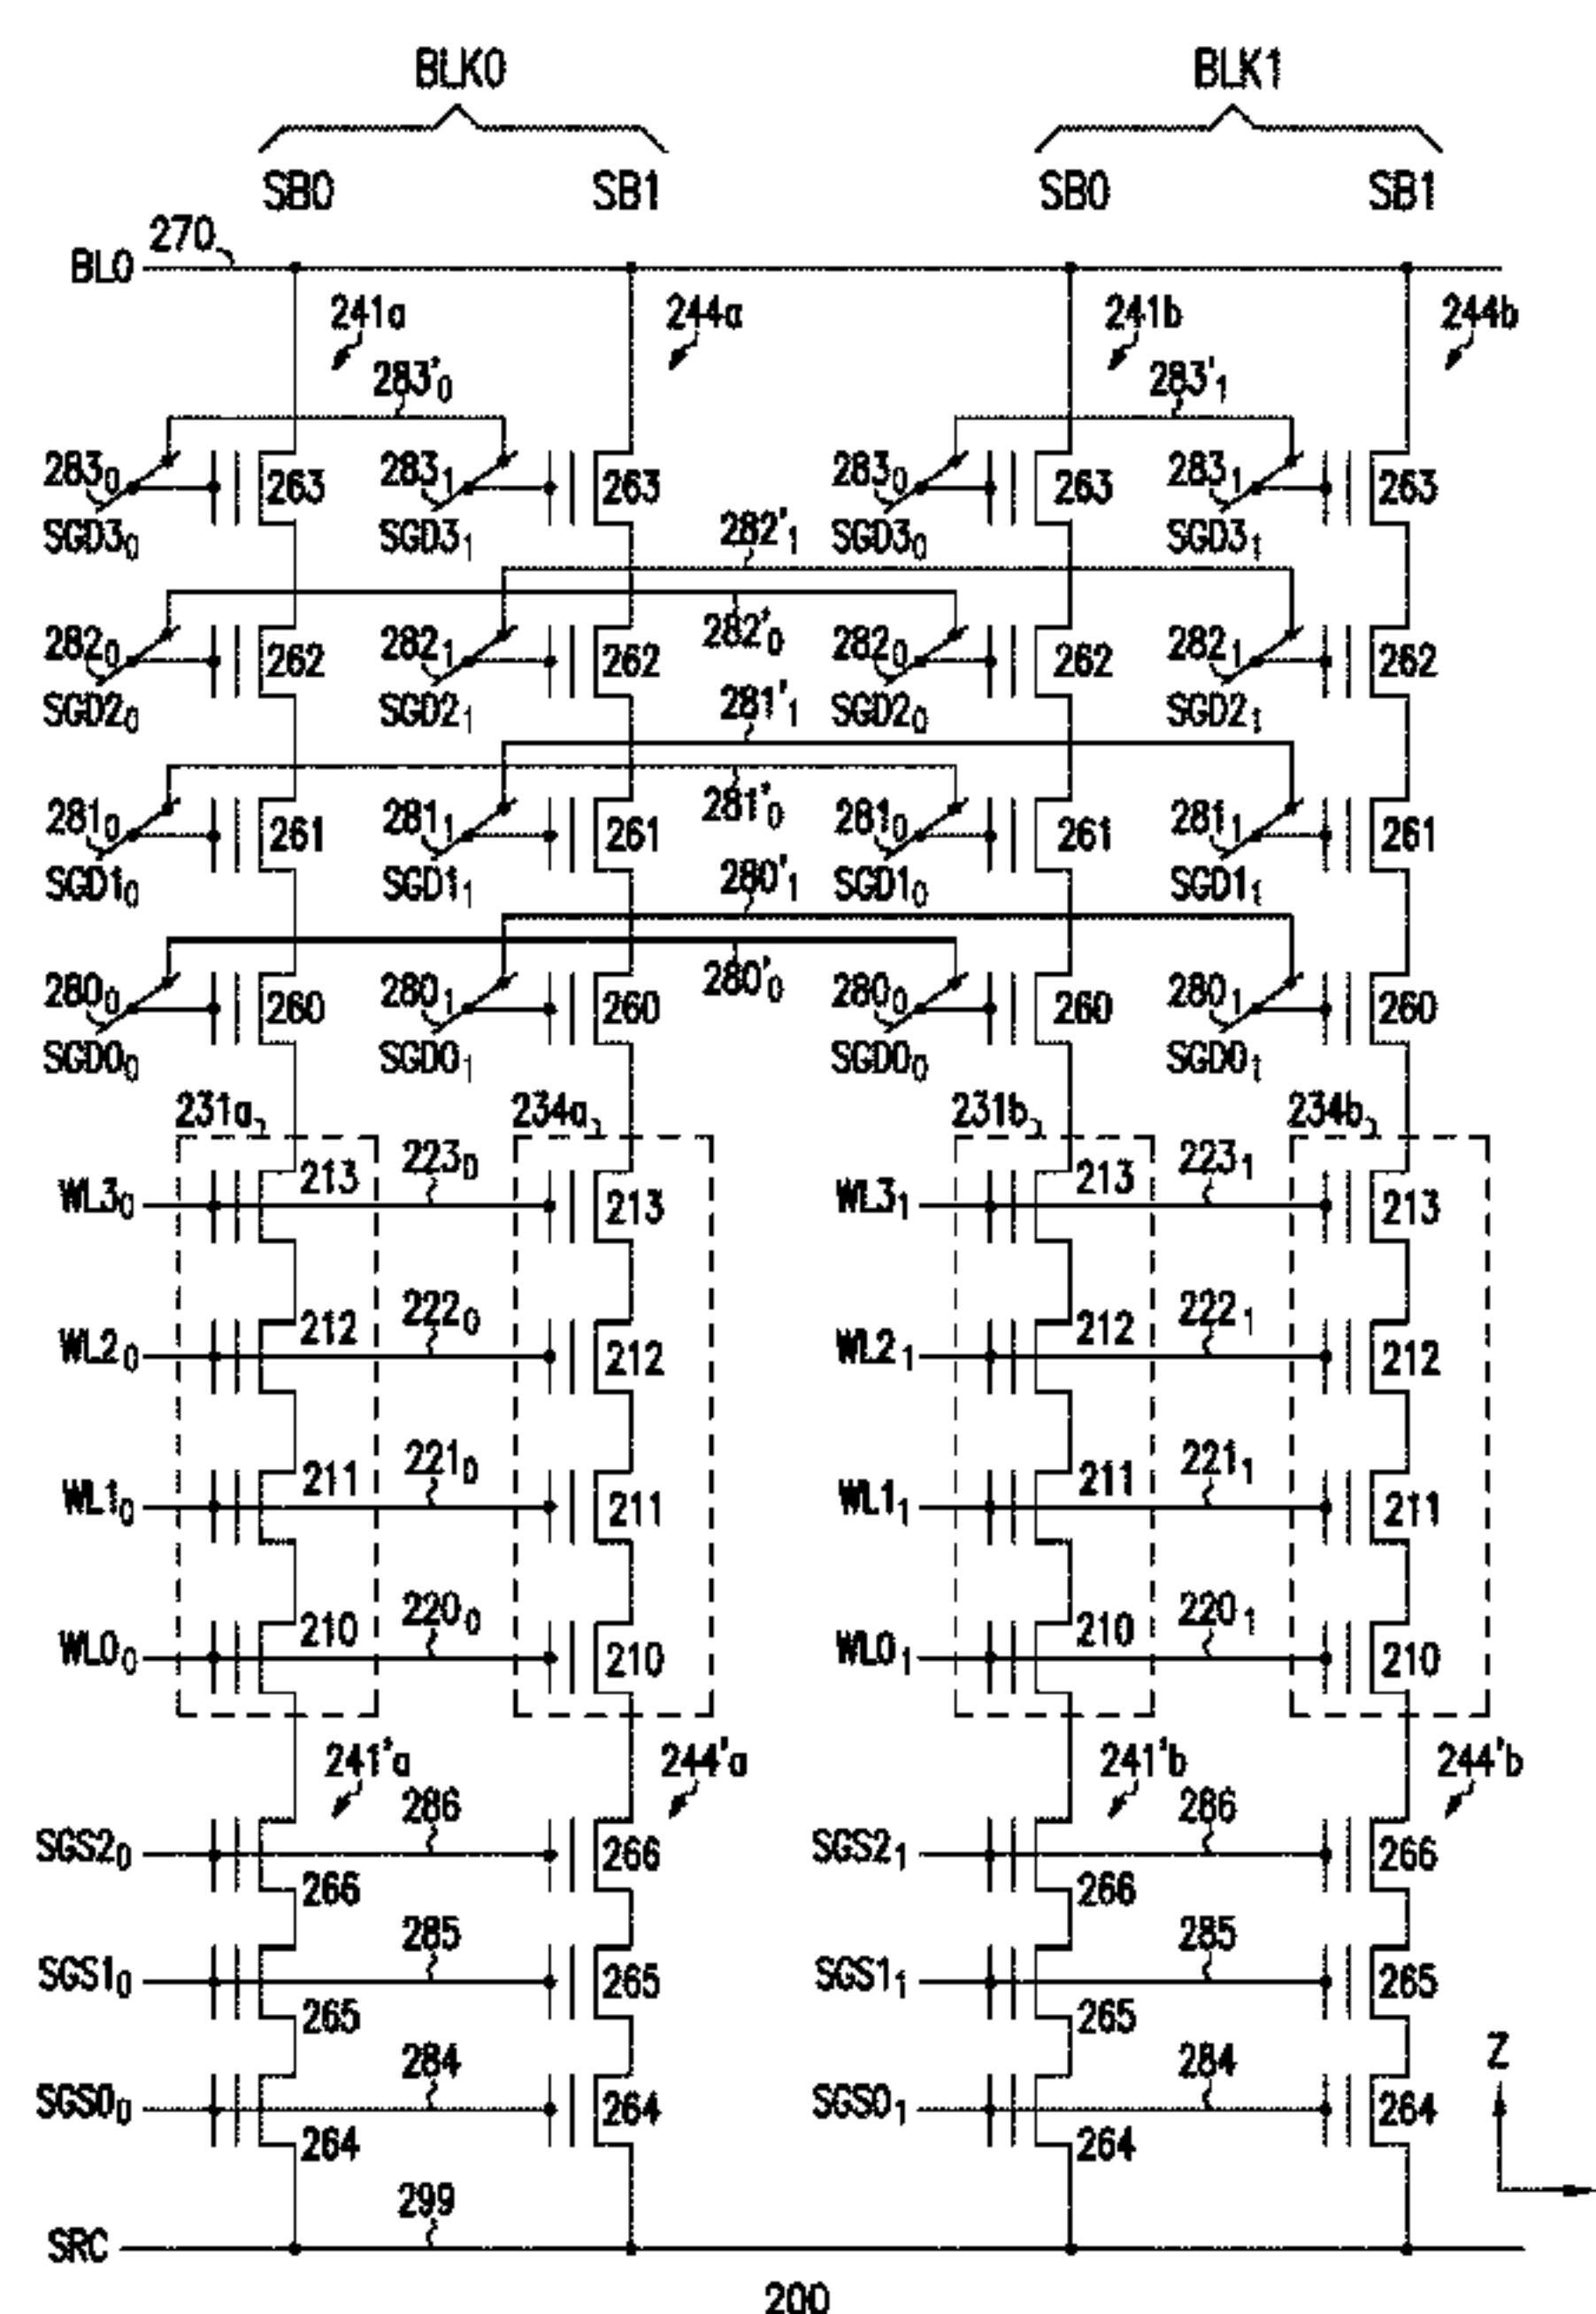 BLK0 BLK1
SB0 SB1 SB0 SB1
BL0 270
241a 244a 241b 244b
283'₀ 283'₁
283₀ 263 283₁ 263 283₀ 263 283₁ 263
SGD3₀ SGD3₁ SGD3₀ SGD3₁
282'₁
282'₀
282₀ 262 282₁ 262 282₀ 262 282₁ 262
SGD2₀ SGD2₁ SGD2₀ SGD2₁
281'₁
281'₀
281₀ 261 281₁ 261 281₀ 261 281₁ 261
SGD1₀ SGD1₁ SGD1₀ SGD1₁
280'₁
280'₀
280₀ 260 280₁ 260 280₀ 260 280₁ 260
SGD0₀ SGD0₁ SGD0₀ SGD0₁
231a 234a 231b 234b
WL3₀ 213 223₀ 213 WL3₁ 213 223₁ 213
WL2₀ 212 222₀ 212 WL2₁ 212 222₁ 212
WL1₀ 211 221₀ 211 WL1₁ 211 221₁ 211
WL0₀ 210 220₀ 210 WL0₁ 210 220₁ 210
241'a 244'a 241'b 244'b
SGS2₀ 266 286 266 SGS2₁ 266 286 266
SGS1₀ 265 285 265 SGS1₁ 265 285 265
SGS0₀ 264 284 264 SGS0₁ 264 284 264
Z
SRC 299
200